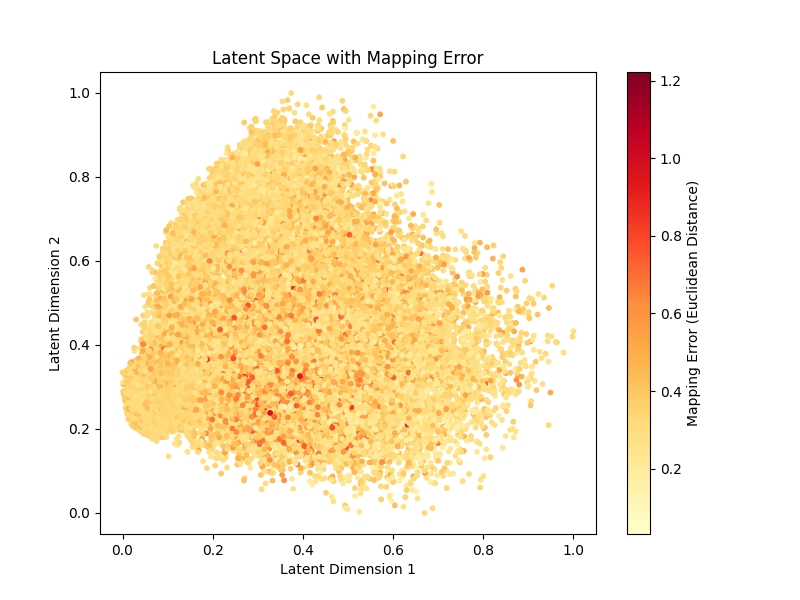 Latent Space with Mapping Error
Latent Dimension 2
1.0
0.8
0.6
0.4
0.2
0.0
0.0 0.2 0.4 0.6 0.8 1.0
Latent Dimension 1
1.2
1.0
0.8
0.6
0.4
0.2
Mapping Error (Euclidean Distance)